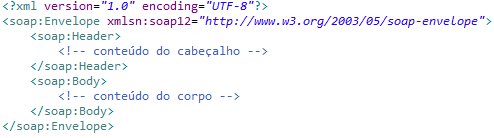 <?xml version="1.0" encoding="UTF-8"?>
<soap:Envelope xmlsn:soap12="http://www.w3.org/2003/05/soap-envelope">
    <soap:Header>
        <!-- conteúdo do cabeçalho -->
    </soap:Header>
    <soap:Body>
        <!-- conteúdo do corpo -->
    </soap:Body>
</soap:Envelope>